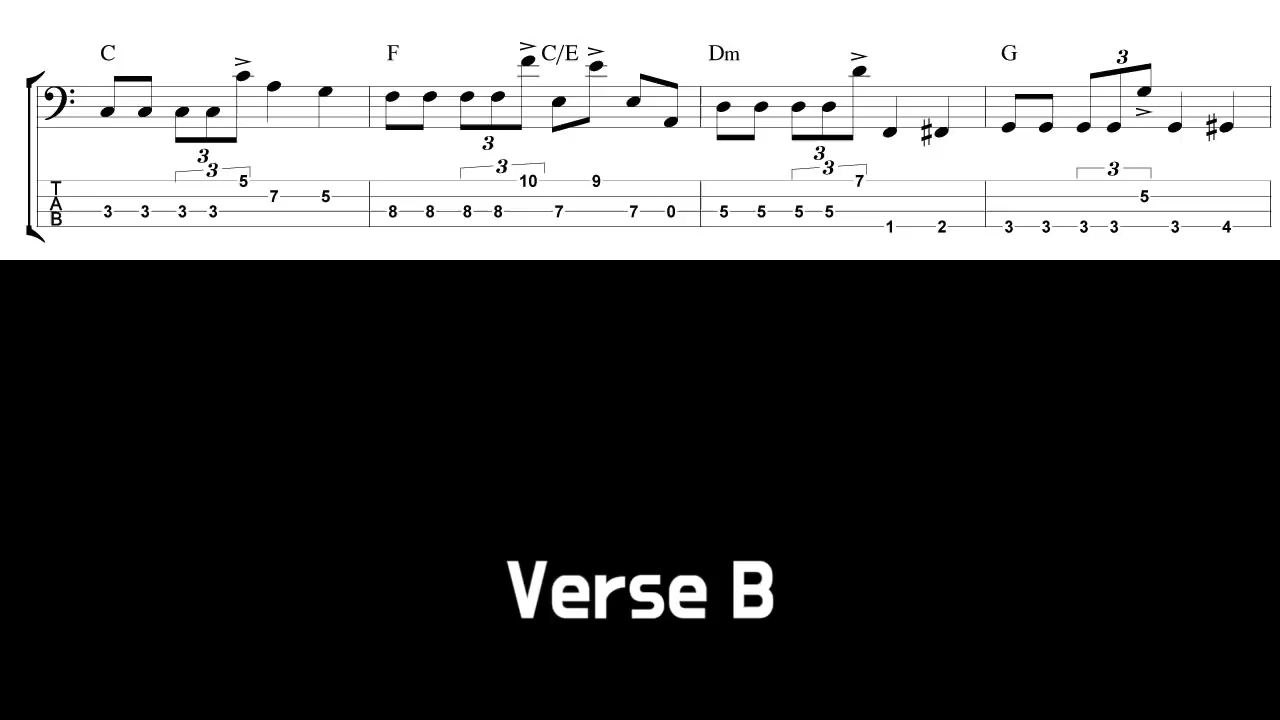 C F C/E Dm G
3
3 3 3
3 3 3 3
5 10 9 7
7 5 5
3 3 3 3 8 8 8 8 7 7 0 5 5 5 5
1 2 3 3 3 3 3 4
T
A
B
Verse B